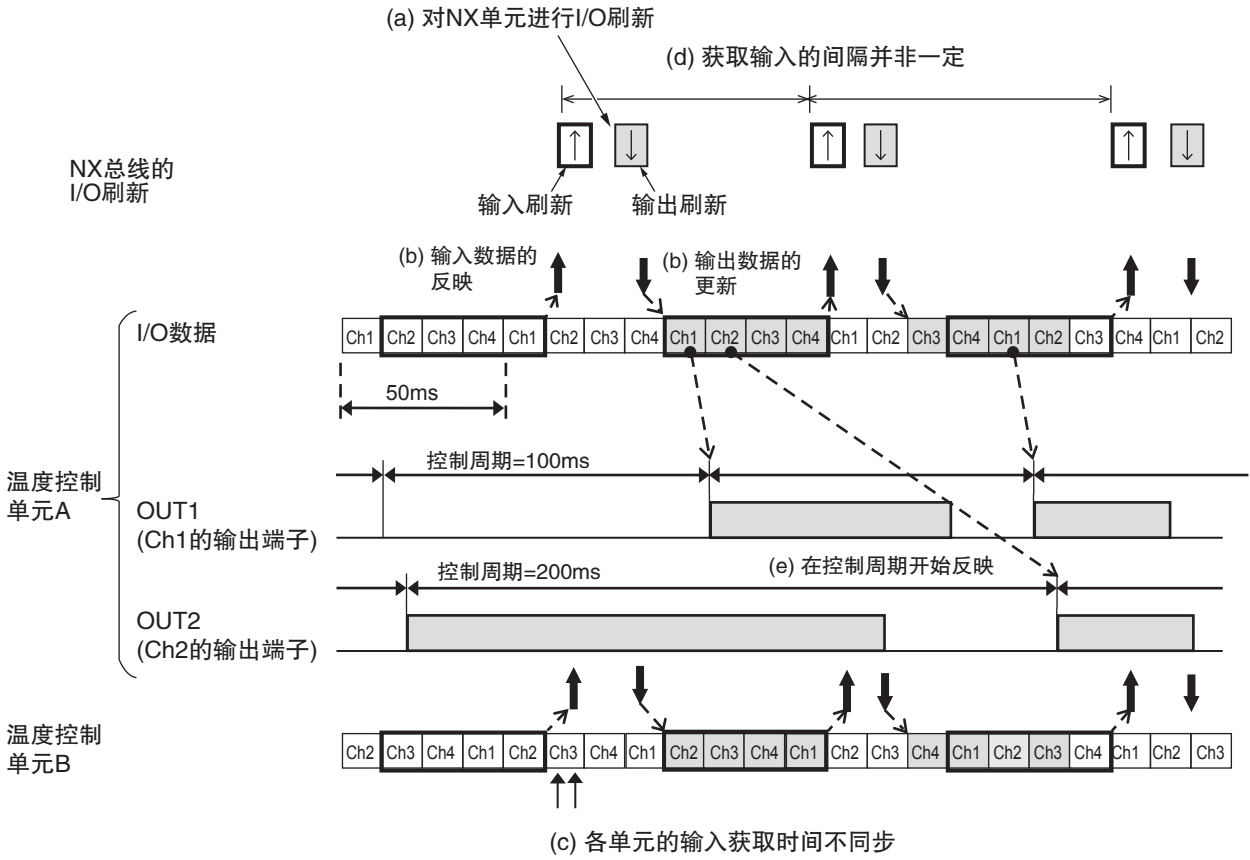 (a) 对NX单元进行I/O刷新
(d) 获取输入的间隔并非一定
NX总线的
I/O刷新
输入刷新
输出刷新
(b) 输入数据的
反映
(b) 输出数据的
更新
I/O数据
Ch1 Ch2 Ch3 Ch4 Ch1 Ch2 Ch3 Ch4 Ch1 Ch2 Ch3 Ch4 Ch1 Ch2 Ch3 Ch4 Ch1 Ch2 Ch3 Ch4 Ch1 Ch2
50ms
温度控制
单元A
控制周期=100ms
OUT1
(Ch1的输出端子)
控制周期=200ms
(e) 在控制周期开始反映
OUT2
(Ch2的输出端子)
温度控制
单元B
Ch2 Ch3 Ch4 Ch1 Ch2 Ch3 Ch4 Ch1 Ch2 Ch3 Ch4 Ch1 Ch2 Ch3 Ch4 Ch1 Ch2 Ch3 Ch4 Ch1 Ch2 Ch3
(c) 各单元的输入获取时间不同步